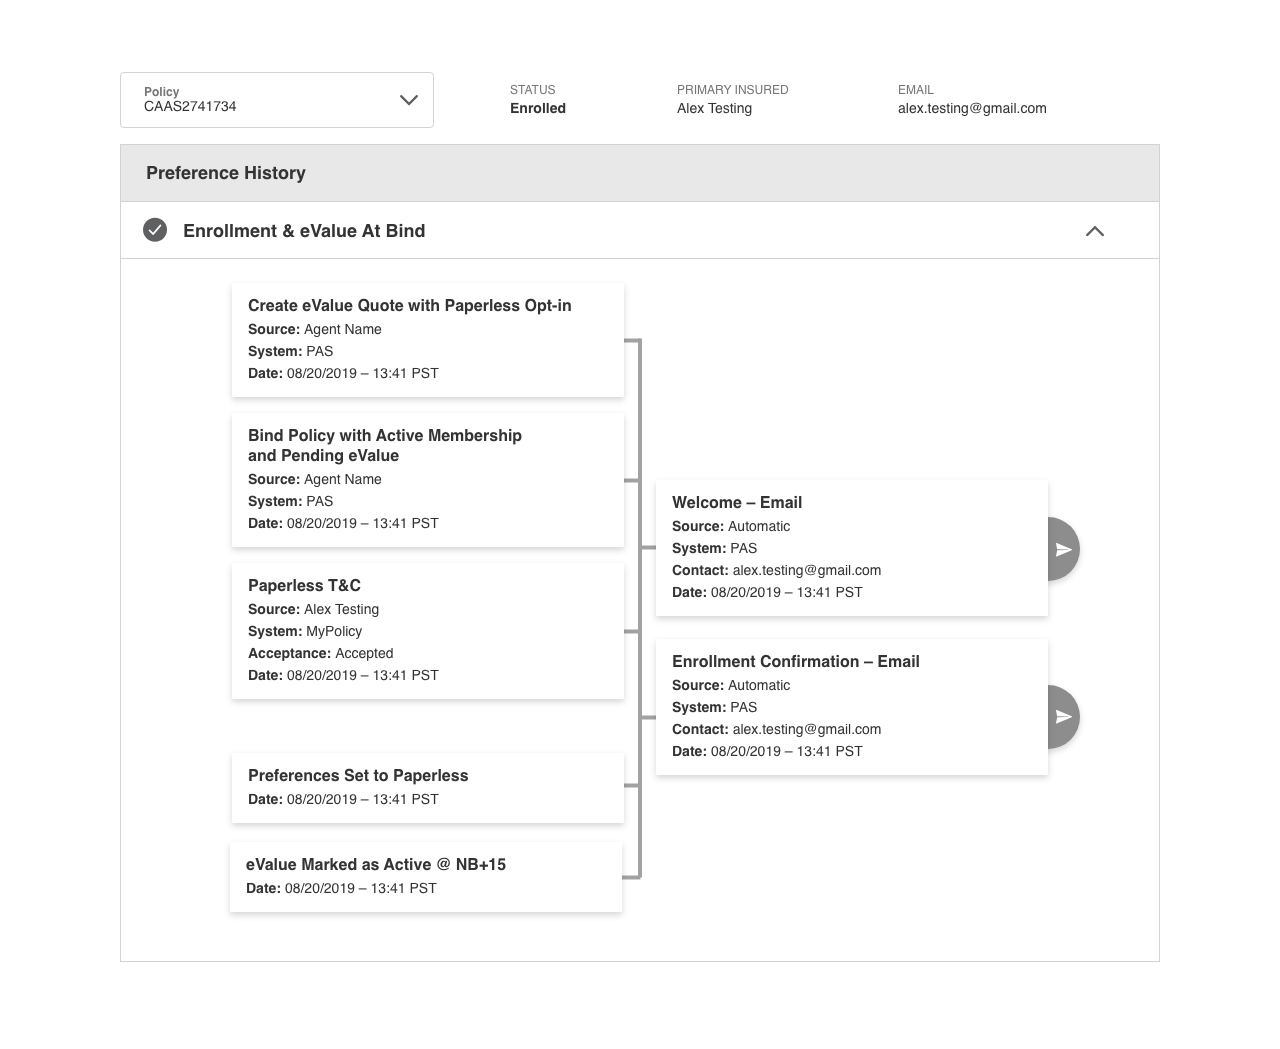 Policy
CAAS2741734
STATUS
Enrolled
PRIMARY INSURED
Alex Testing
EMAIL
alex.testing@gmail.com
Preference History
Enrollment & eValue At Bind
Create eValue Quote with Paperless Opt-in
Source: Agent Name
System: PAS
Date: 08/20/2019 – 13:41 PST
Bind Policy with Active Membership
and Pending eValue
Source: Agent Name
System: PAS
Date: 08/20/2019 – 13:41 PST
Paperless T&C
Source: Alex Testing
System: MyPolicy
Acceptance: Accepted
Date: 08/20/2019 – 13:41 PST
Preferences Set to Paperless
Date: 08/20/2019 – 13:41 PST
eValue Marked as Active @ NB+15
Date: 08/20/2019 – 13:41 PST
Welcome – Email
Source: Automatic
System: PAS
Contact: alex.testing@gmail.com
Date: 08/20/2019 – 13:41 PST
Enrollment Confirmation – Email
Source: Automatic
System: PAS
Contact: alex.testing@gmail.com
Date: 08/20/2019 – 13:41 PST